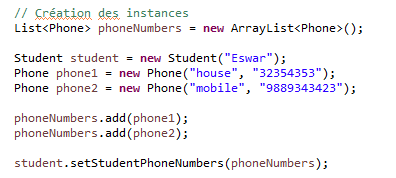 // Création des instances
List<Phone> phoneNumbers = new ArrayList<Phone>();
Student student = new Student("Eswar");
Phone phone1 = new Phone("house", "32354353");
Phone phone2 = new Phone("mobile", "9889343423");
phoneNumbers.add(phone1);
phoneNumbers.add(phone2);
student.setStudentPhoneNumbers(phoneNumbers);